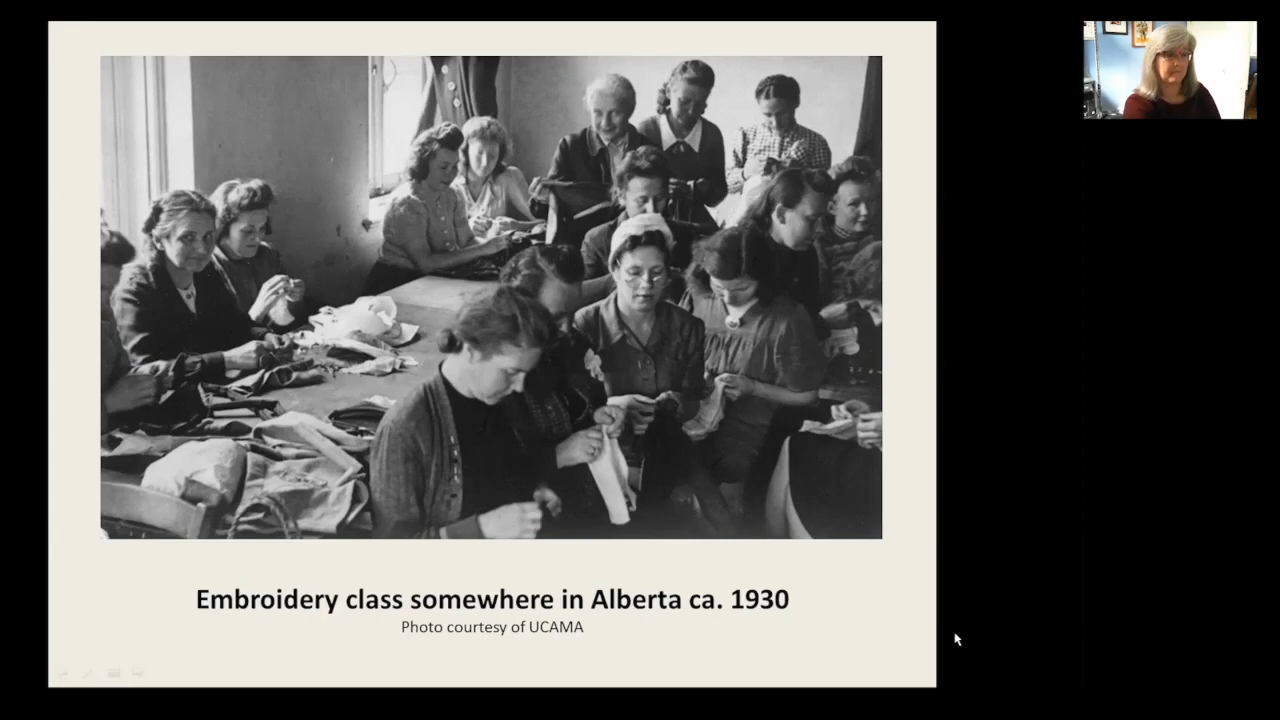 Embroidery class somewhere in Alberta ca. 1930
Photo courtesy of UCAMA